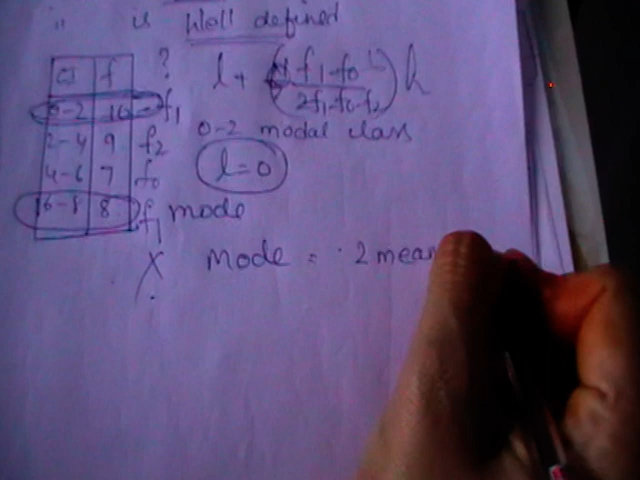 is Well defined
CI f ? l + (f1-f0 / 2f1-f0-f2) h
0-2 10 - f1
0-2 modal class
2-4 9 f2
l=0
4-6 7 f0
6-8 8 f1 mode
X mode = 2 mean